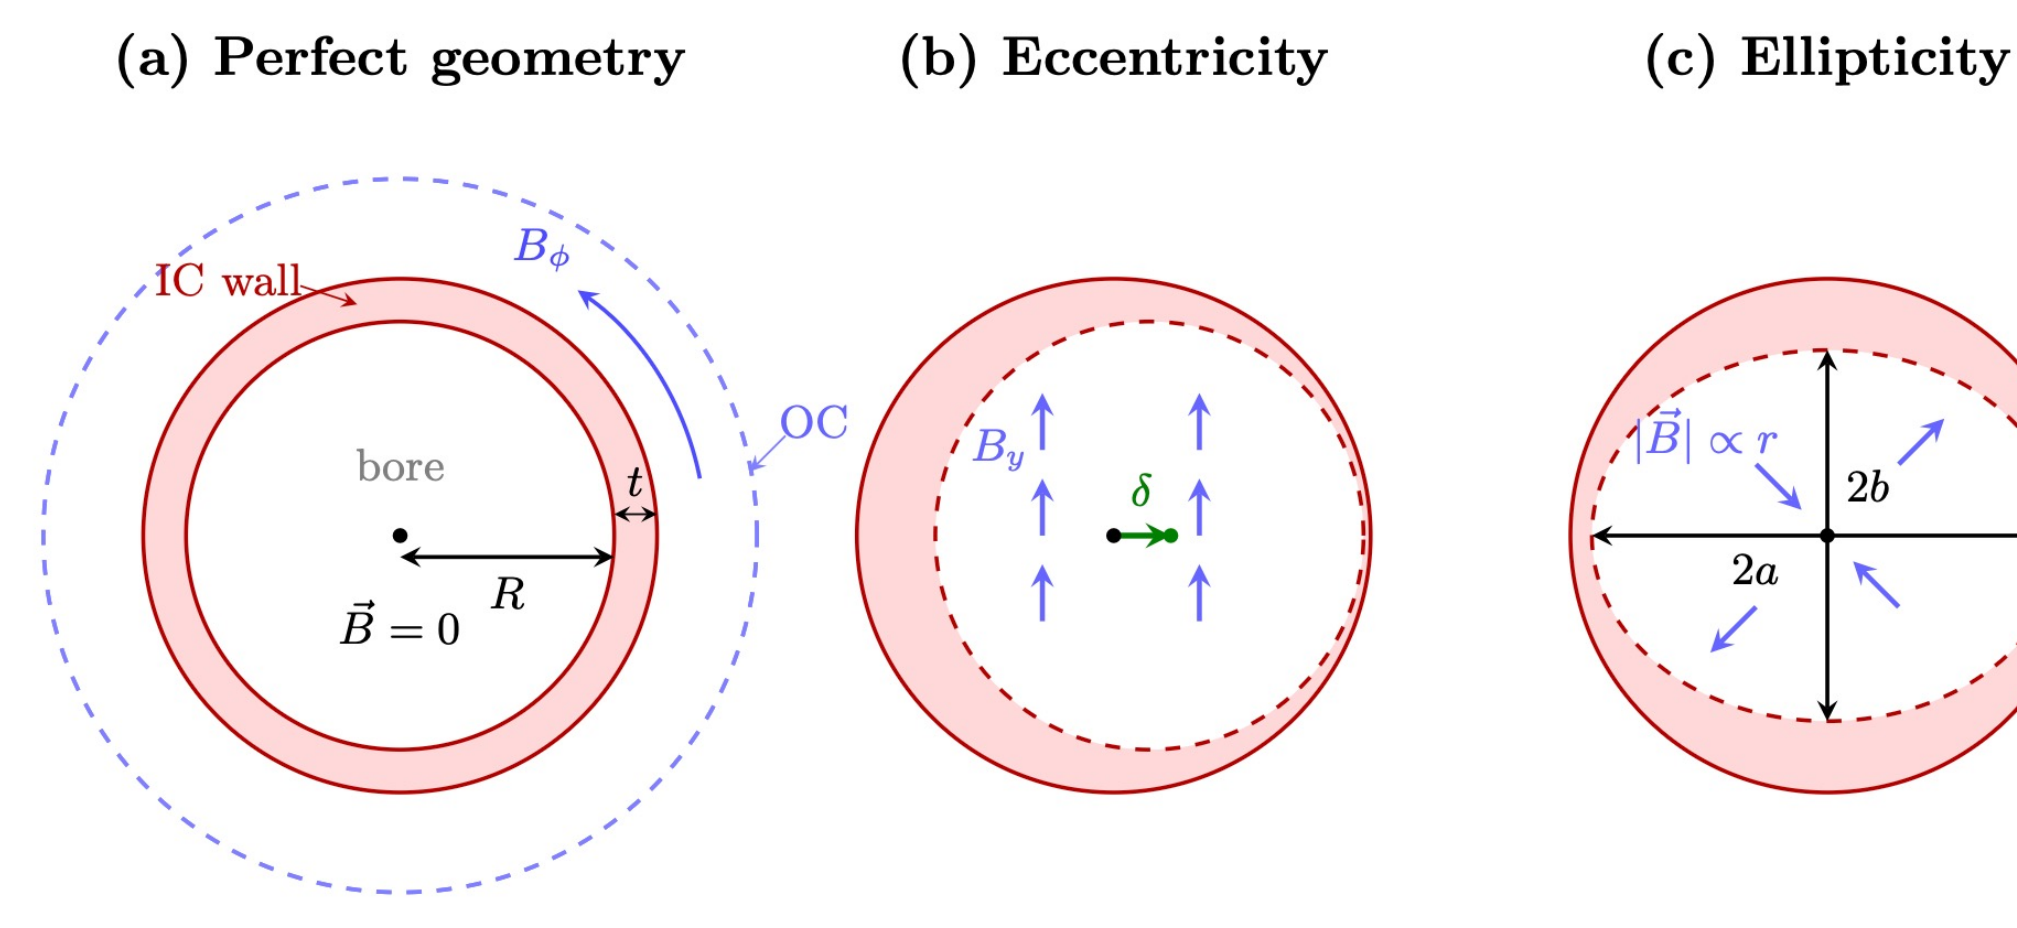 (a) Perfect geometry
(b) Eccentricity
(c) Ellipticity
B_ϕ
IC wall
OC
bore
t
R
B⃗ = 0
B_y
δ
|B⃗| ∝ r
2b
2a